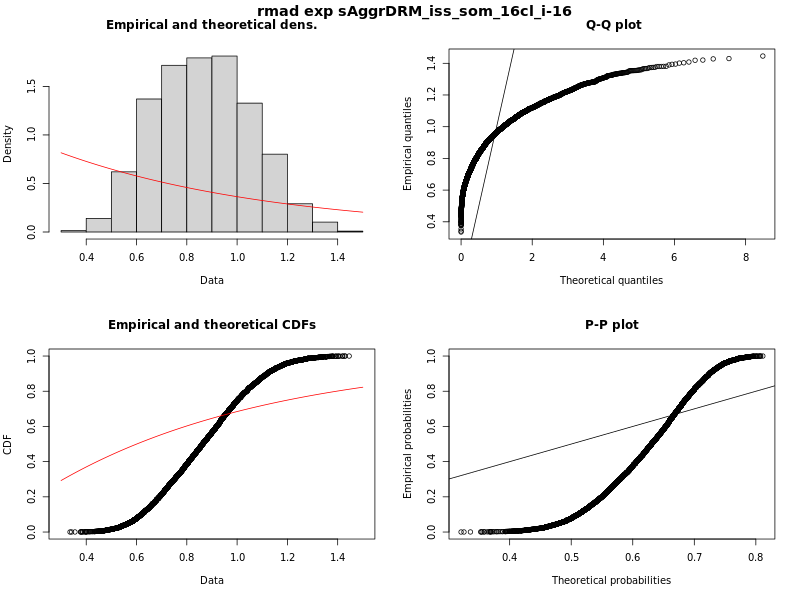 rmad exp sAggrDRM_iss_som_16cl_i-16
Empirical and theoretical dens.
Density
0.0 0.5 1.0 1.5
0.4 0.6 0.8 1.0 1.2 1.4
Data
Q-Q plot
Empirical quantiles
0.4 0.6 0.8 1.0 1.2 1.4
0 2 4 6 8
Theoretical quantiles
Empirical and theoretical CDFs
CDF
0.0 0.2 0.4 0.6 0.8 1.0
0.4 0.6 0.8 1.0 1.2 1.4
Data
P-P plot
Empirical probabilities
0.0 0.2 0.4 0.6 0.8 1.0
0.4 0.5 0.6 0.7 0.8
Theoretical probabilities